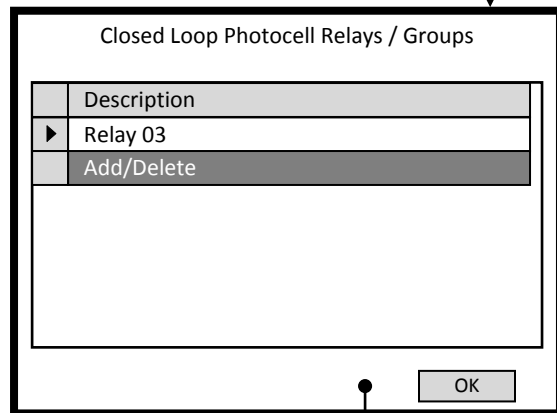 Closed Loop Photocell Relays / Groups
Description
Relay 03
Add/Delete
OK